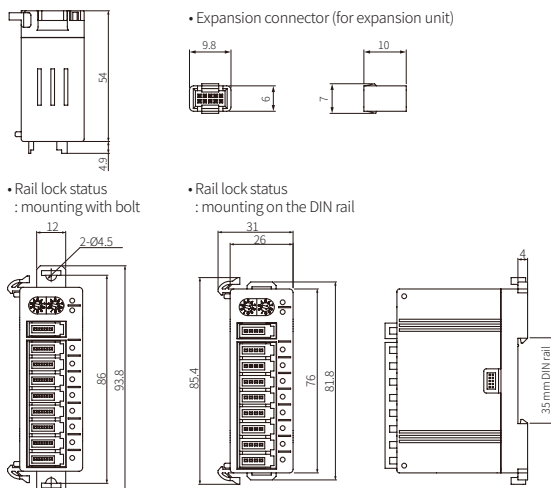 • Expansion connector (for expansion unit)
9.8
10
54
6
7
4.9
• Rail lock status
: mounting with bolt
• Rail lock status
: mounting on the DIN rail
12
2-Ø4.5
31
26
4
86
93.8
85.4
76
81.8
35 mm DIN rail